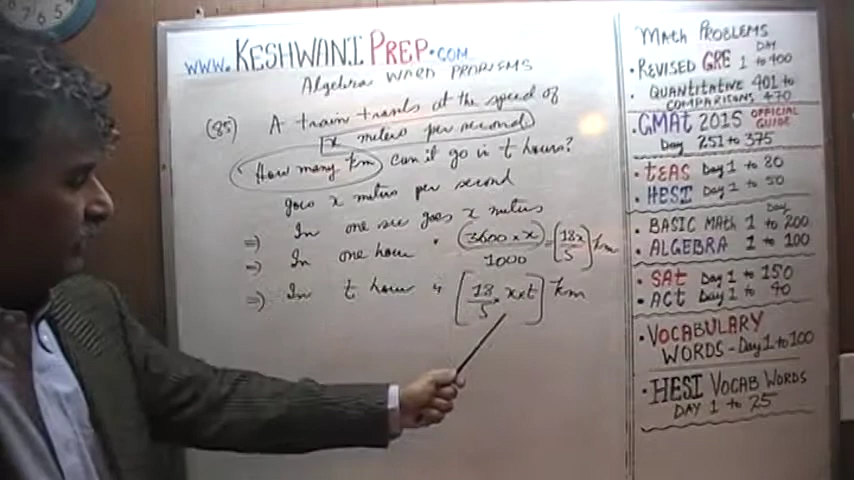 www. KESHWANI PREP.COM
Algebra WORD PROBLEMS
(85) A train travels at the speed of
x meters per second
How many km can it go in t hours?
goes x meters per second
⇒) In one sec goes x meters
⇒) In one hour " (3600 × x)/1000 = (18x/5) km
⇒) In t hour " [18/5 × x×t] km
MATH PROBLEMS
• REVISED GRE DAY 1 to 400
• QUANTITATIVE 401 to
COMPARISONS 470
• GMAT 2015 OFFICIAL GUIDE
Day 251 to 375
• TEAS Day 1 to 80
• HESI Day 1 to 50
DAY
• BASIC MATH 1 to 200
• ALGEBRA 1 to 100
• SAT Day 1 to 150
• ACT Day 1 to 90
• VOCABULARY
WORDS - Day 1 to 100
• HESI VOCAB WORDS
DAY 1 to 25